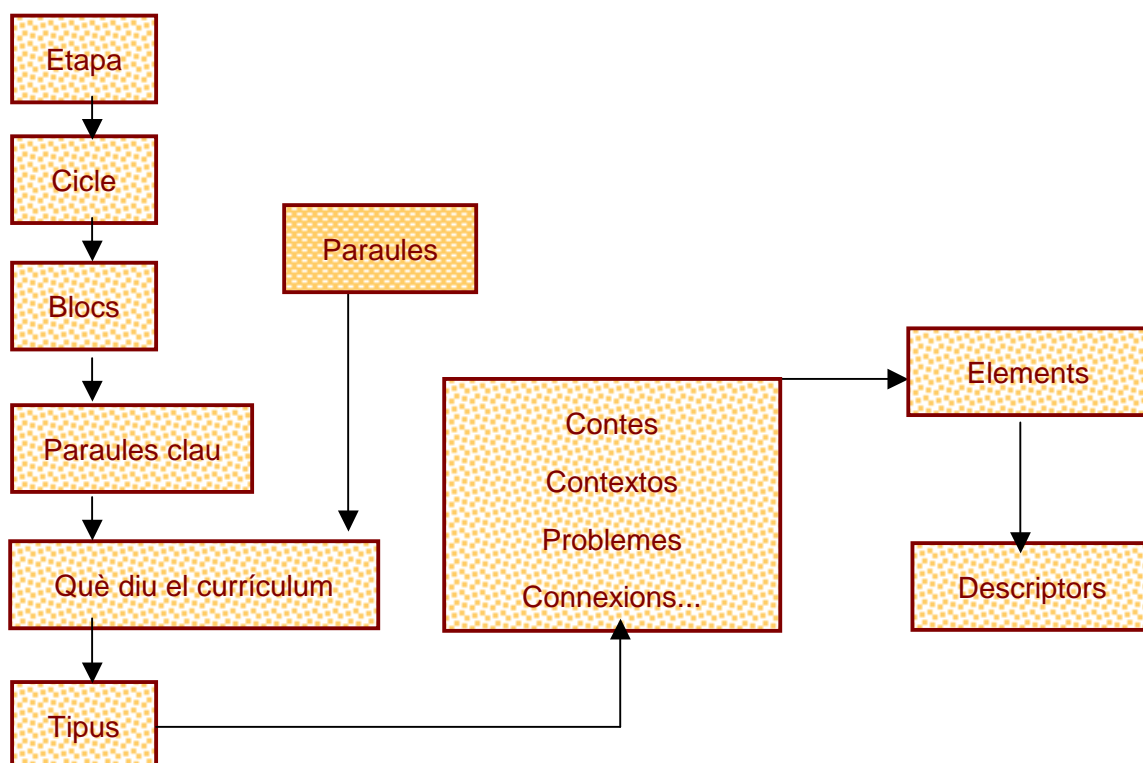 Etapa
Cicle
Blocs
Paraules clau
Paraules
Què diu el currículum
Tipus
Contes
Contextos
Problemes
Connexions...
Elements
Descriptors